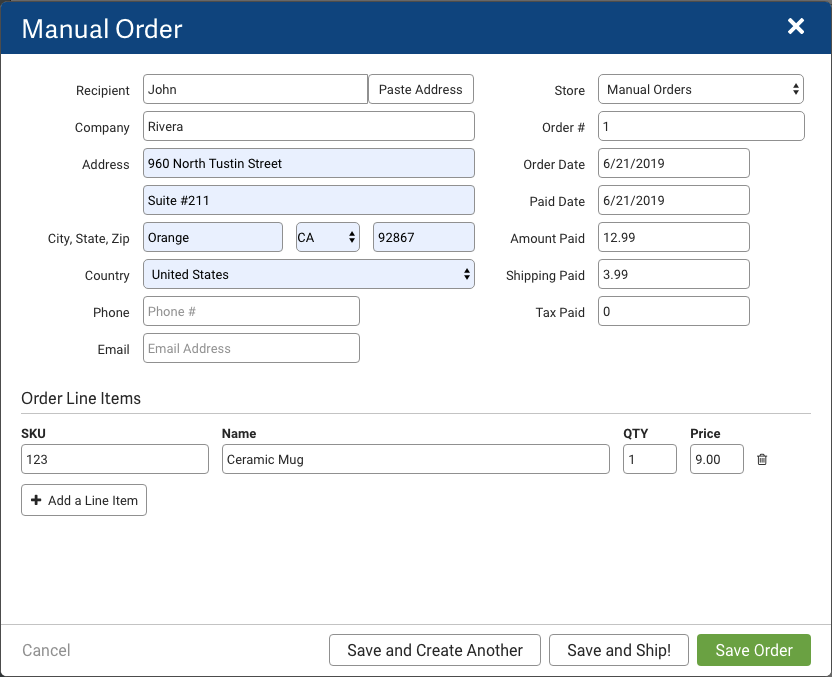 Manual Order
Recipient John Paste Address
Company Rivera
Address 960 North Tustin Street
Suite #211
City, State, Zip Orange CA 92867
Country United States
Phone Phone #
Email Email Address
Store Manual Orders
Order # 1
Order Date 6/21/2019
Paid Date 6/21/2019
Amount Paid 12.99
Shipping Paid 3.99
Tax Paid 0
Order Line Items
SKU Name QTY Price
123 Ceramic Mug 1 9.00
Add a Line Item
Cancel Save and Create Another Save and Ship! Save Order